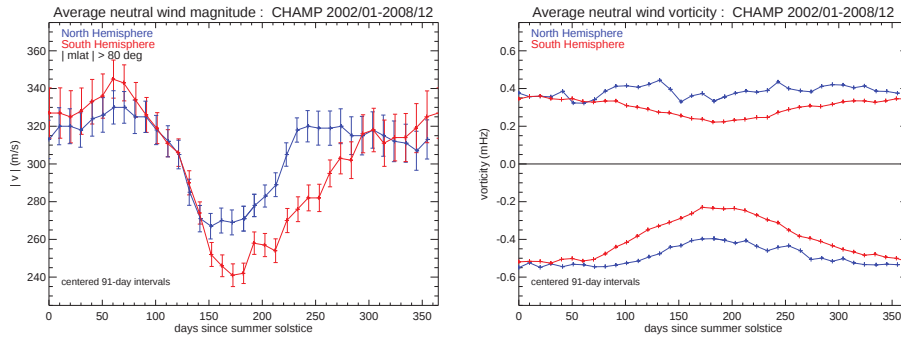 Average neutral wind magnitude : CHAMP 2002/01-2008/12
North Hemisphere
South Hemisphere
| mlat | > 80 deg
360
340
320
300
280
260
240
| v | (m/s)
centered 91-day intervals
0 50 100 150 200 250 300 350
days since summer solstice
Average neutral wind vorticity : CHAMP 2002/01-2008/12
North Hemisphere
South Hemisphere
0.6
0.4
0.2
0.0
-0.2
-0.4
-0.6
vorticity (mHz)
centered 91-day intervals
0 50 100 150 200 250 300 350
days since summer solstice